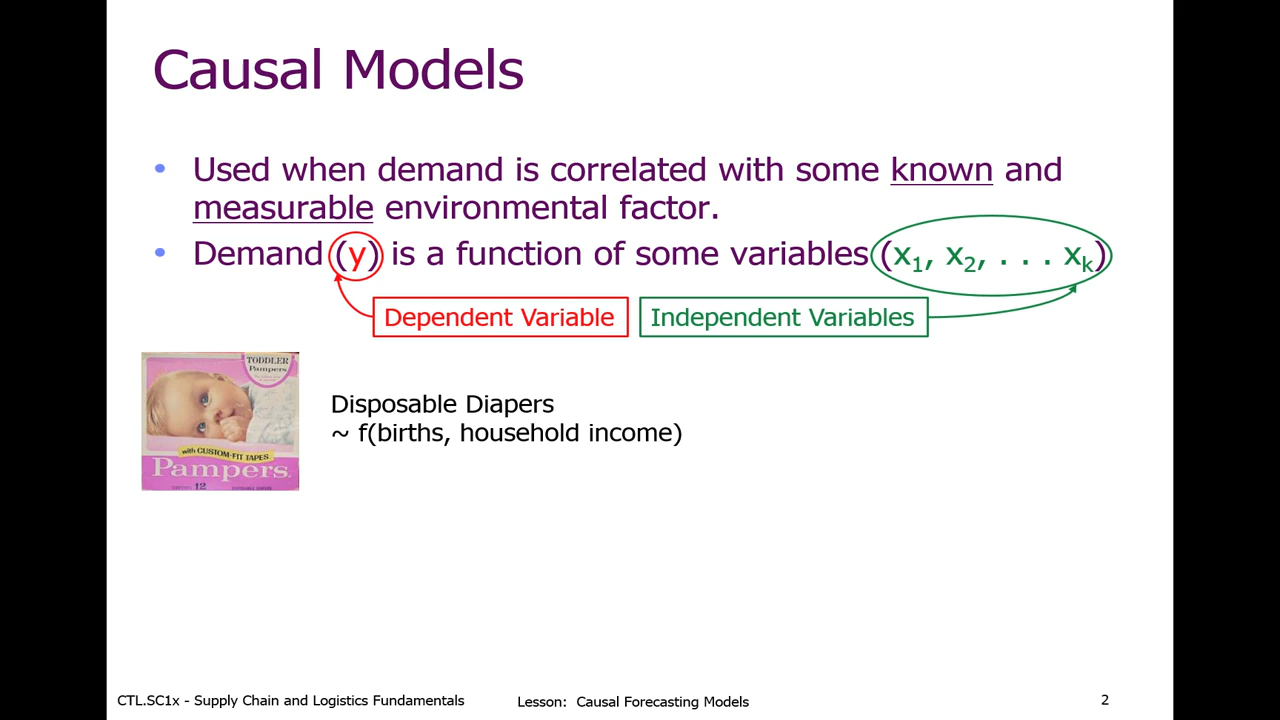 Causal Models
• Used when demand is correlated with some known and
measurable environmental factor.
• Demand (y) is a function of some variables (x1, x2, . . . xk)
Dependent Variable
Independent Variables
TODDLER
Pampers
with CUSTOM-FIT TAPES
Pampers
12
Disposable Diapers
~ f(births, household income)
CTL.SC1x - Supply Chain and Logistics Fundamentals
Lesson: Causal Forecasting Models
2